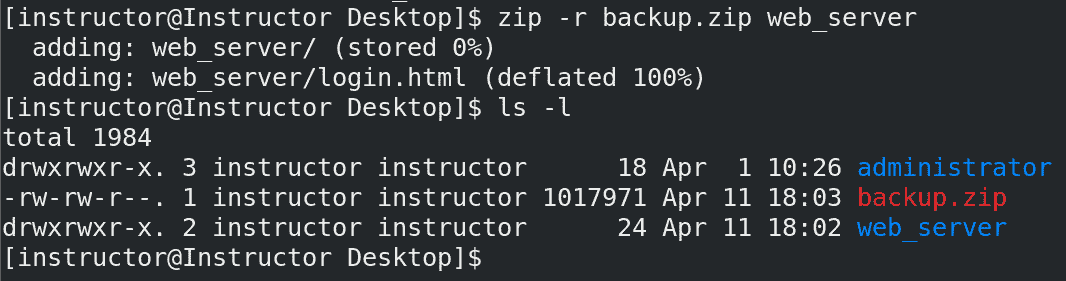 [instructor@Instructor Desktop]$ zip -r backup.zip web_server
  adding: web_server/ (stored 0%)
  adding: web_server/login.html (deflated 100%)
[instructor@Instructor Desktop]$ ls -l
total 1984
drwxrwxr-x. 3 instructor instructor      18 Apr  1 10:26 administrator
-rw-rw-r--. 1 instructor instructor 1017971 Apr 11 18:03 backup.zip
drwxrwxr-x. 2 instructor instructor      24 Apr 11 18:02 web_server
[instructor@Instructor Desktop]$